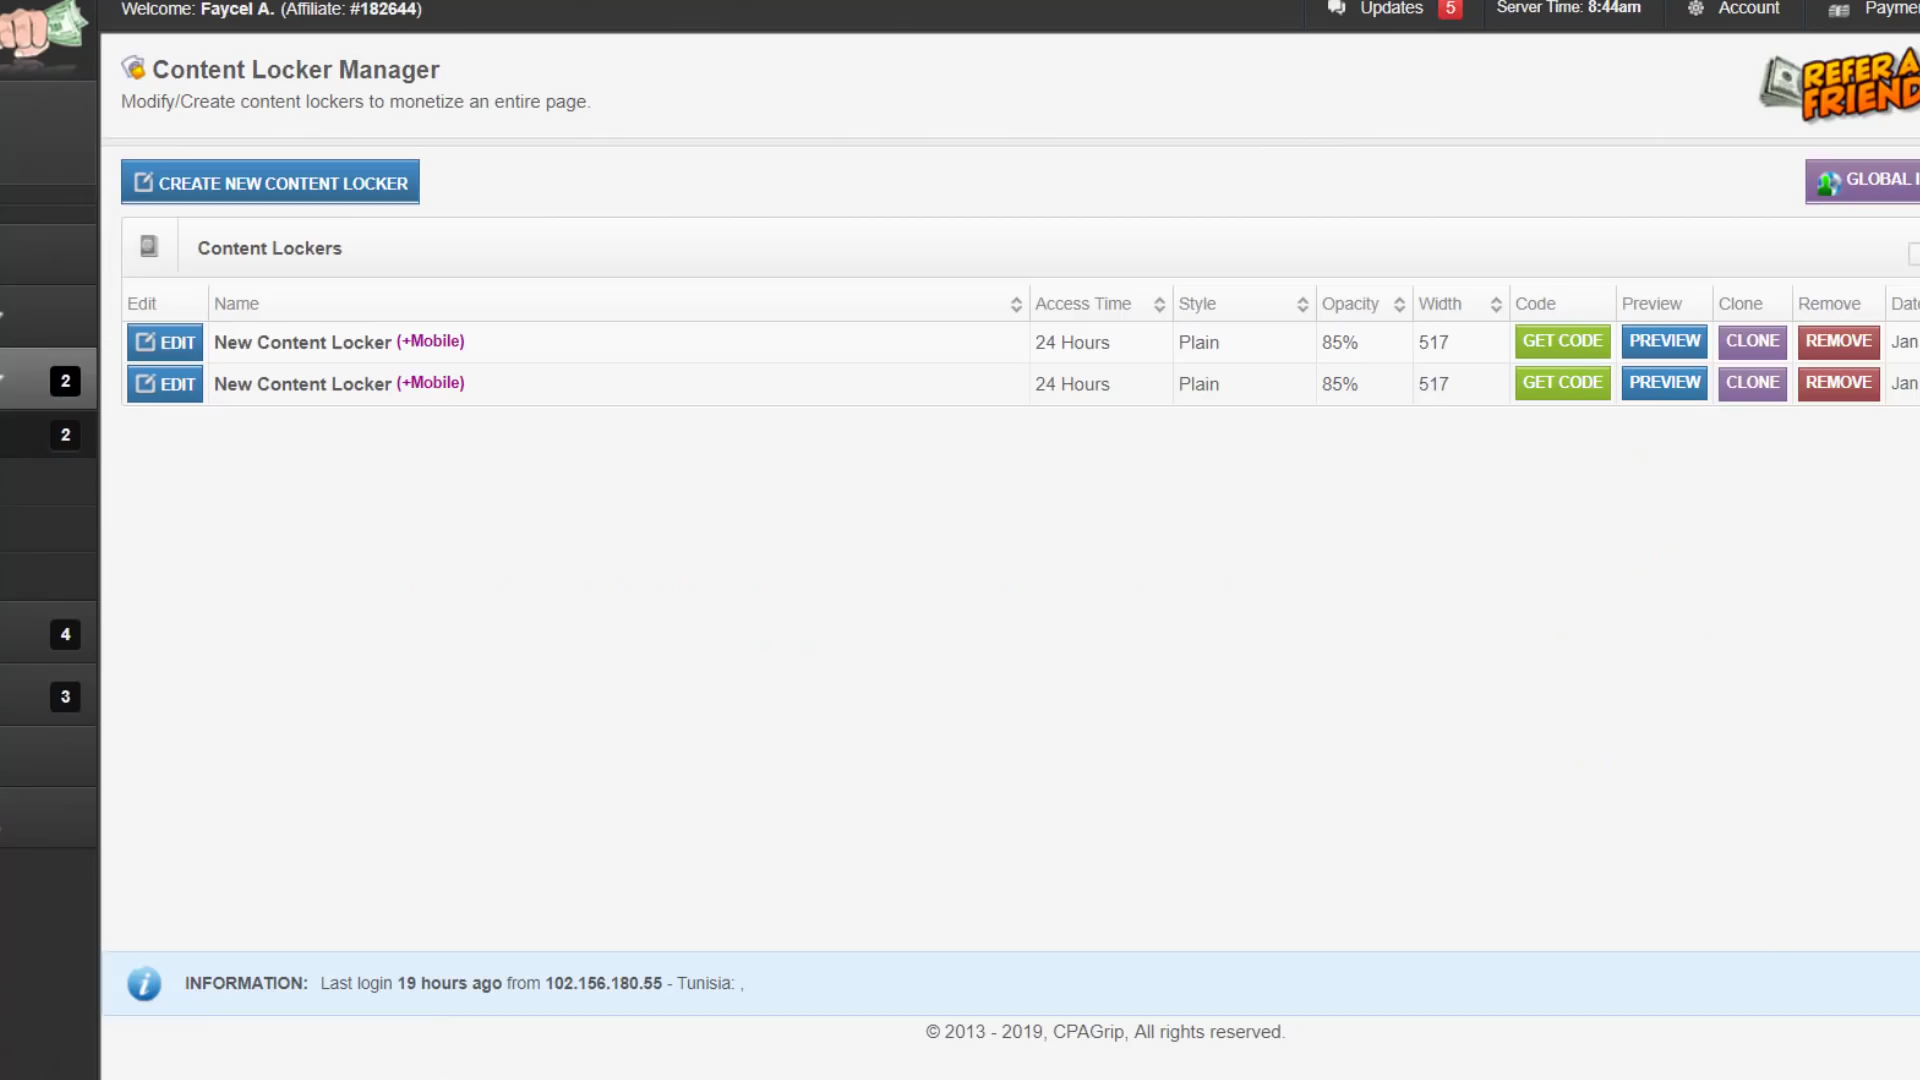 Welcome: Faycel A. (Affiliate: #182644)
Updates 5
Server Time: 8:44am
Account
Content Locker Manager
Modify/Create content lockers to monetize an entire page.
REFER A
FRIEND
CREATE NEW CONTENT LOCKER
GLOBAL
Content Lockers
Edit Name Access Time Style Opacity Width Code Preview Clone Remove
EDIT New Content Locker (+Mobile) 24 Hours Plain 85% 517 GET CODE PREVIEW CLONE REMOVE Jan
EDIT New Content Locker (+Mobile) 24 Hours Plain 85% 517 GET CODE PREVIEW CLONE REMOVE Jan
2
2
4
3
INFORMATION: Last login 19 hours ago from 102.156.180.55 - Tunisia: ,
© 2013 - 2019, CPAGrip, All rights reserved.